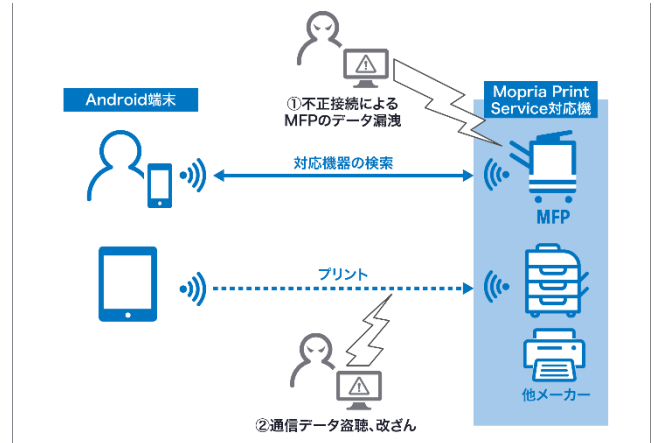 ①不正接続による
MFPのデータ漏洩
Android端末
Mopria Print
Service対応機
対応機器の検索
MFP
プリント
他メーカー
②通信データ盗聴、改ざん